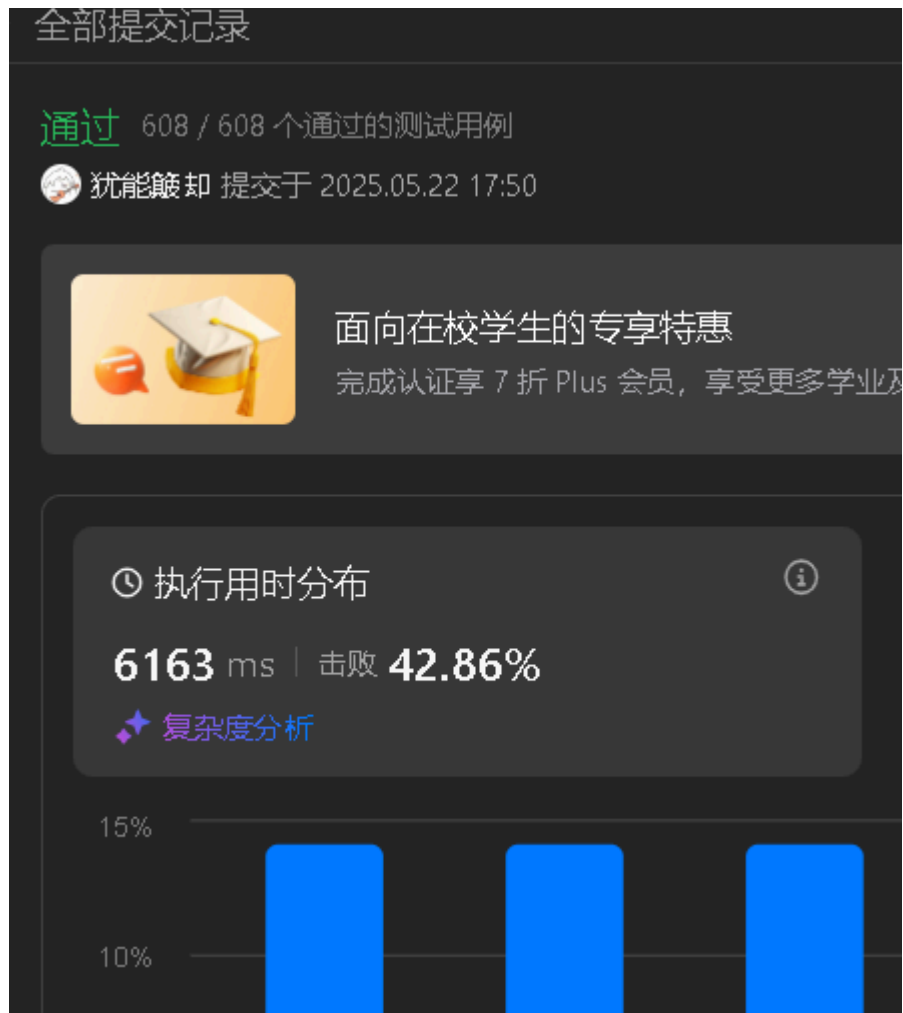 全部提交记录
通过 608 / 608 个通过的测试用例
犹能簸却 提交于 2025.05.22 17:50
面向在校学生的专享特惠
完成认证享 7 折 Plus 会员，享受更多学业及
执行用时分布
6163 ms 击败 42.86%
复杂度分析
15%
10%